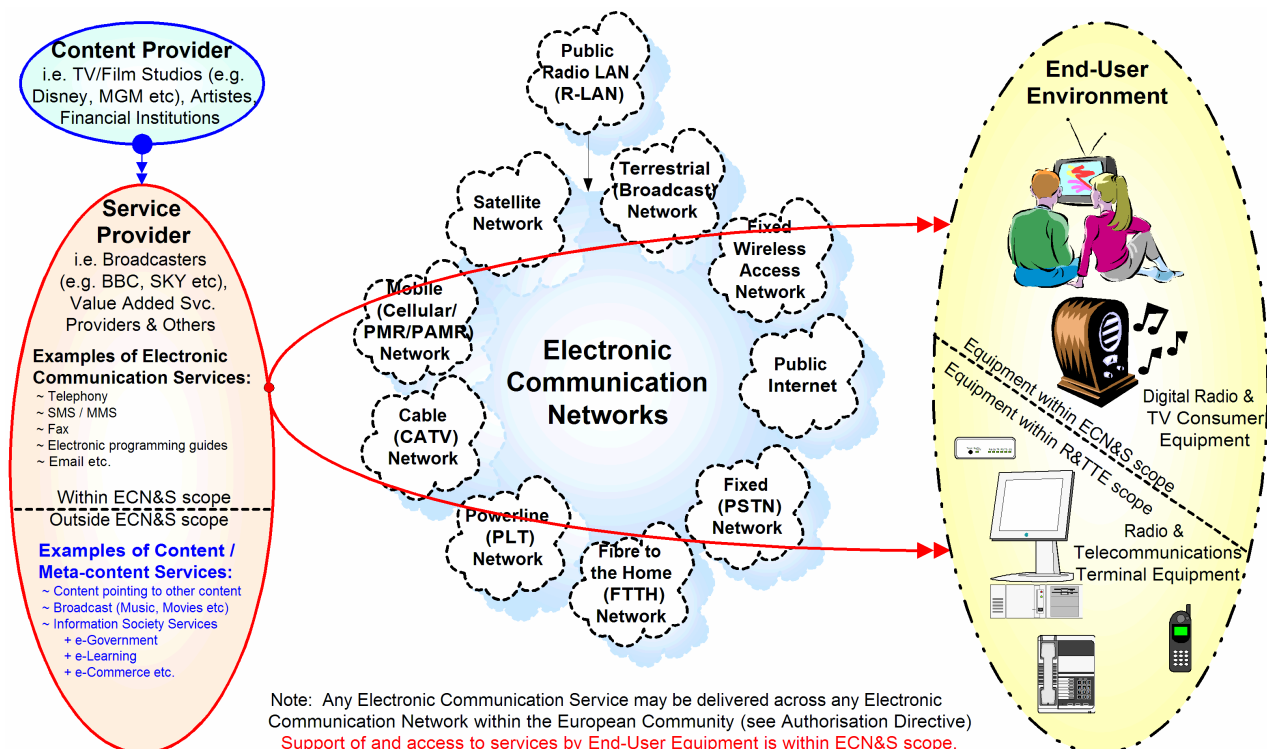 Content Provider
i.e. TV/Film Studios (e.g.
Disney, MGM etc), Artistes,
Financial Institutions
Service
Provider
i.e. Broadcasters
(e.g. BBC, SKY etc),
Value Added Svc.
Providers & Others
Examples of Electronic
Communication Services:
~ Telephony
~ SMS / MMS
~ Fax
~ Electronic programming guides
~ Email etc.
Within ECN&S scope
Outside ECN&S scope
Examples of Content /
Meta-content Services:
~ Content pointing to other content
~ Broadcast (Music, Movies etc)
~ Information Society Services
+ e-Government
+ e-Learning
+ e-Commerce etc.
Public
Radio LAN
(R-LAN)
Satellite
Network
Terrestrial
(Broadcast)
Network
Fixed
Wireless
Access
Network
Mobile
(Cellular/
PMR/PAMR)
Network
Public
Internet
Electronic
Communication
Networks
Cable
(CATV)
Network
Fixed
(PSTN)
Network
Powerline
(PLT)
Network
Fibre to
the Home
(FTTH)
Network
End-User
Environment
Equipment within ECN&S scope
Equipment within R&TTE scope
Digital Radio &
TV Consumer
Equipment
Radio &
Telecommunications
Terminal Equipment
Note: Any Electronic Communication Service may be delivered across any Electronic
Communication Network within the European Community (see Authorisation Directive)
Support of and access to services by End-User Equipment is within ECN&S scope.